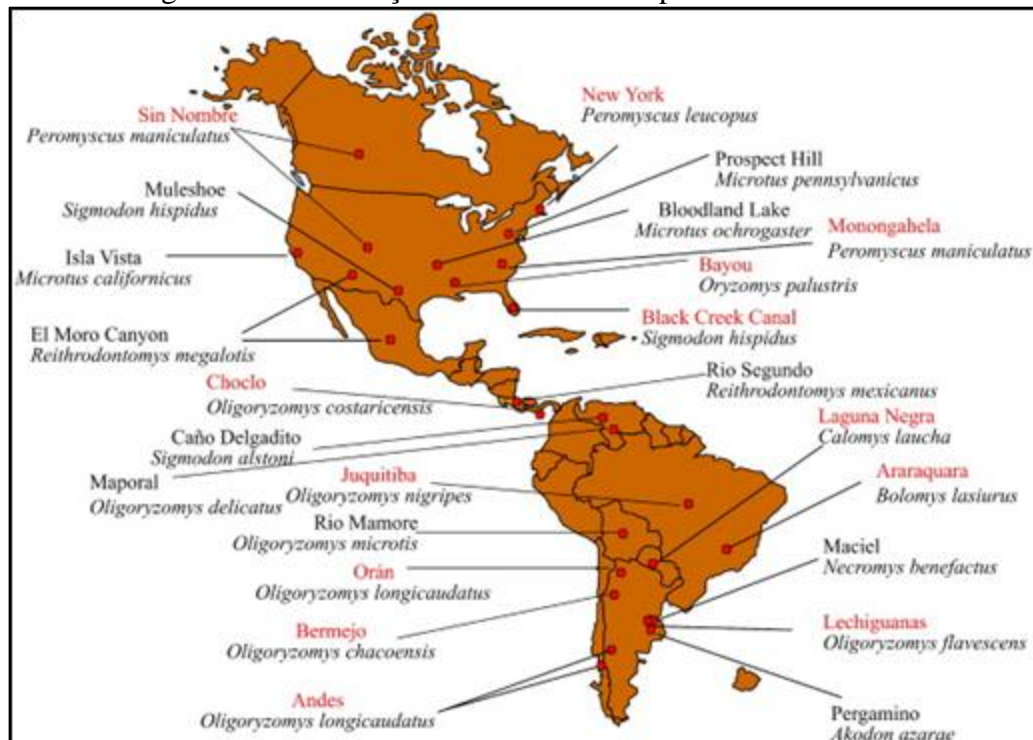 Sin Nombre
Peromyscus maniculatus
New York
Peromyscus leucopus
Muleshoe
Sigmodon hispidus
Prospect Hill
Microtus pennsylvanicus
Bloodland Lake
Microtus ochrogaster
Monongahela
Peromyscus maniculatus
Isla Vista
Microtus californicus
Bayou
Oryzomys palustris
El Moro Canyon
Reithrodontomys megalotis
Black Creek Canal
Sigmodon hispidus
Choclo
Oligoryzomys costaricensis
Rio Segundo
Reithrodontomys mexicanus
Caño Delgadito
Sigmodon alstoni
Laguna Negra
Calomys laucha
Maporal
Oligoryzomys delicatus
Juquitiba
Oligoryzomys nigripes
Araraquara
Bolomys lasiurus
Rio Mamore
Oligoryzomys microtis
Maciel
Necromys benefactus
Orán
Oligoryzomys longicaudatus
Bermejo
Oligoryzomys chacoensis
Lechiguanas
Oligoryzomys flavescens
Andes
Oligoryzomys longicaudatus
Pergamino
Akodon azarae